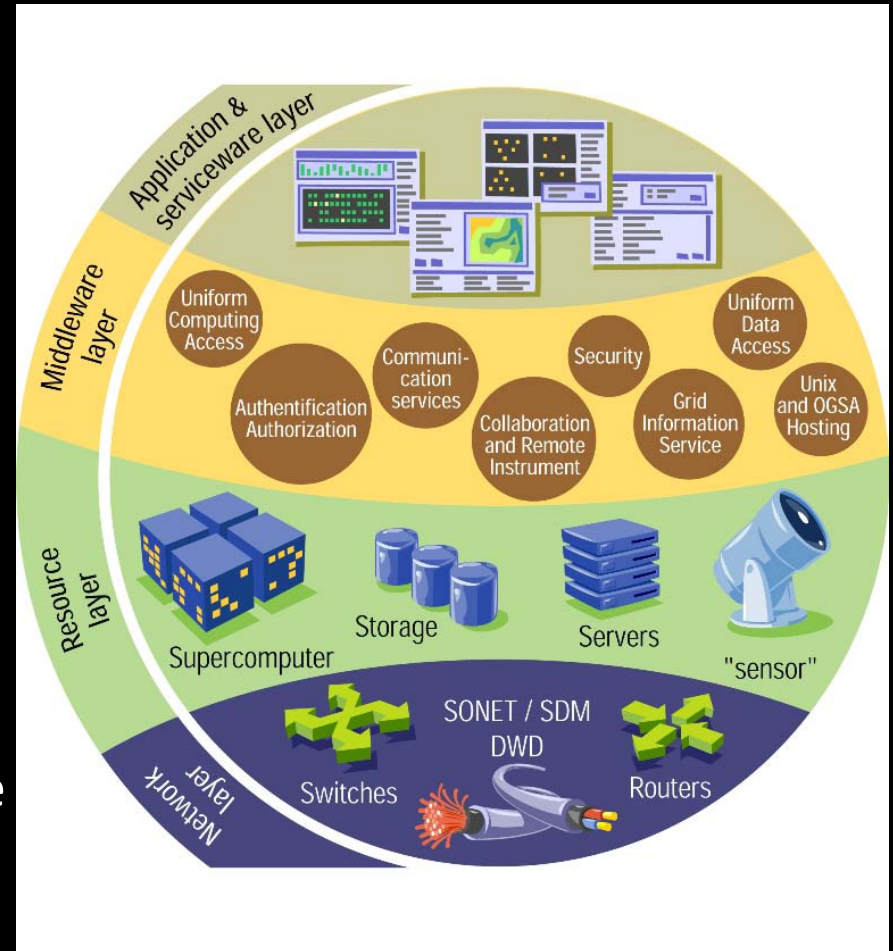 Application &
serviceware layer
Middleware
layer
Uniform
Computing
Access
Authentification
Authorization
Communi-
cation
services
Collaboration
and Remote
Instrument
Security
Grid
Information
Service
Uniform
Data
Access
Unix
and OGSA
Hosting
Resource
layer
Supercomputer
Storage
Servers
"sensor"
Network
layer
Switches
SONET / SDM
DWD
Routers
e